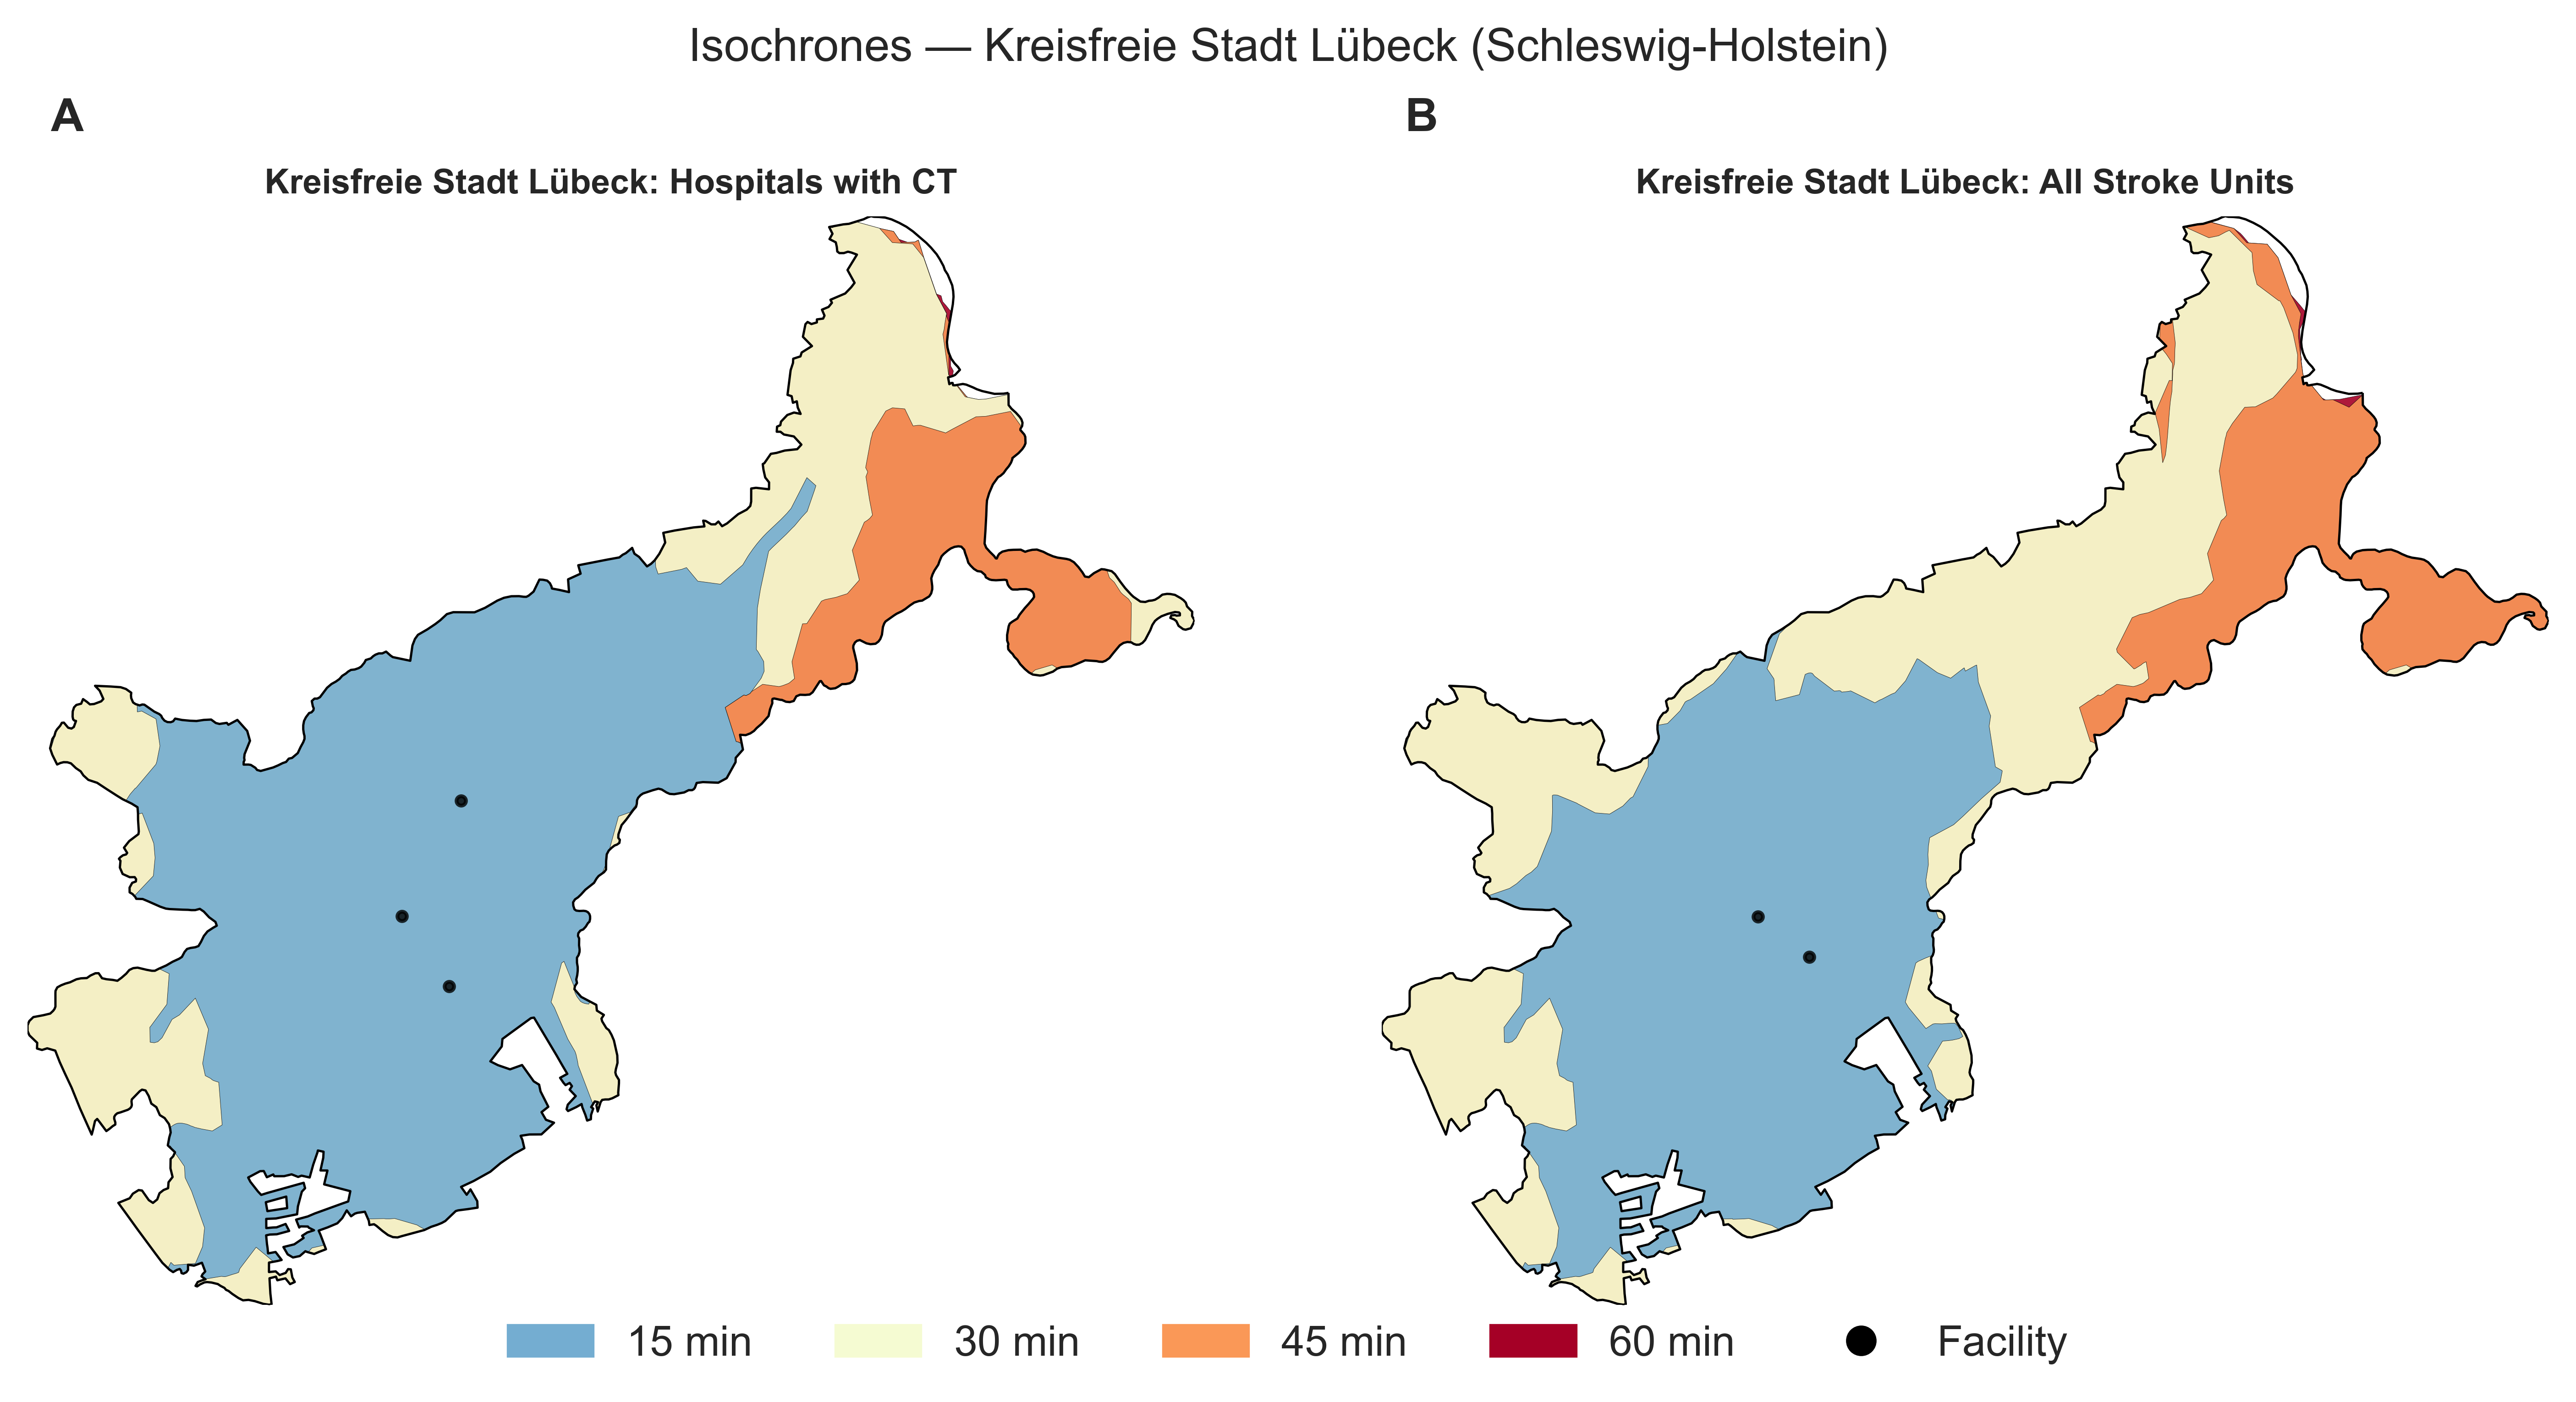 Isochrones — Kreisfreie Stadt Lübeck (Schleswig-Holstein)
A
B
Kreisfreie Stadt Lübeck: Hospitals with CT
Kreisfreie Stadt Lübeck: All Stroke Units
15 min
30 min
45 min
60 min
Facility